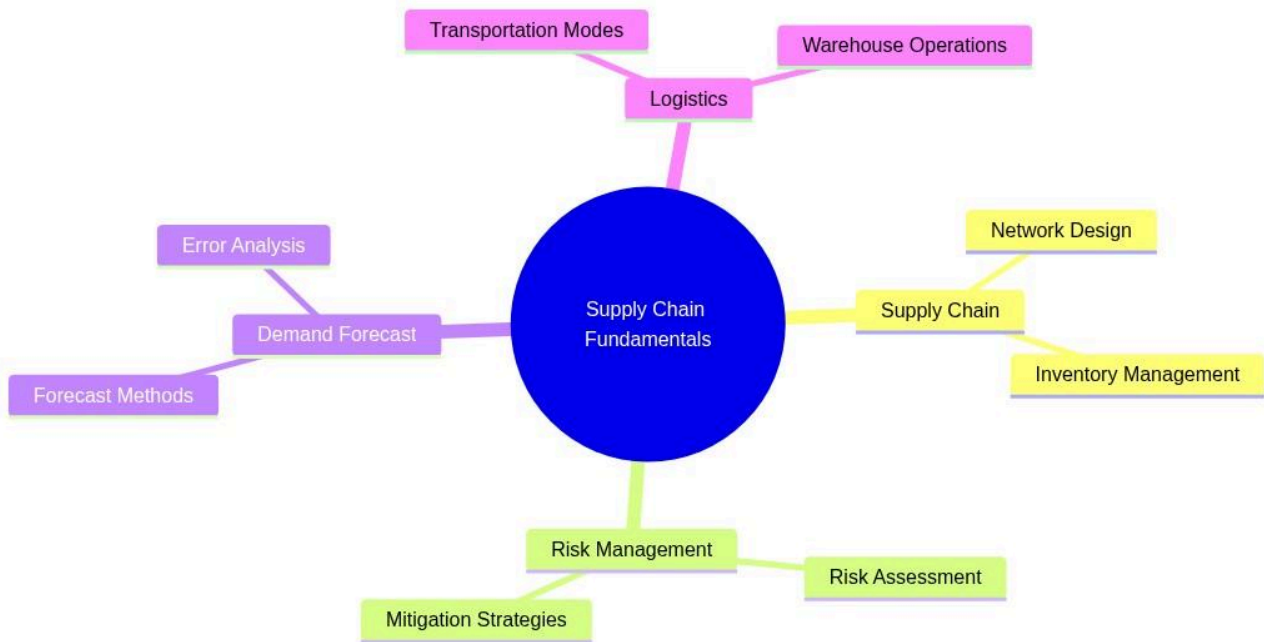 Transportation Modes
Warehouse Operations
Logistics
Network Design
Error Analysis
Supply Chain
Fundamentals
Supply Chain
Demand Forecast
Inventory Management
Forecast Methods
Risk Management
Risk Assessment
Mitigation Strategies